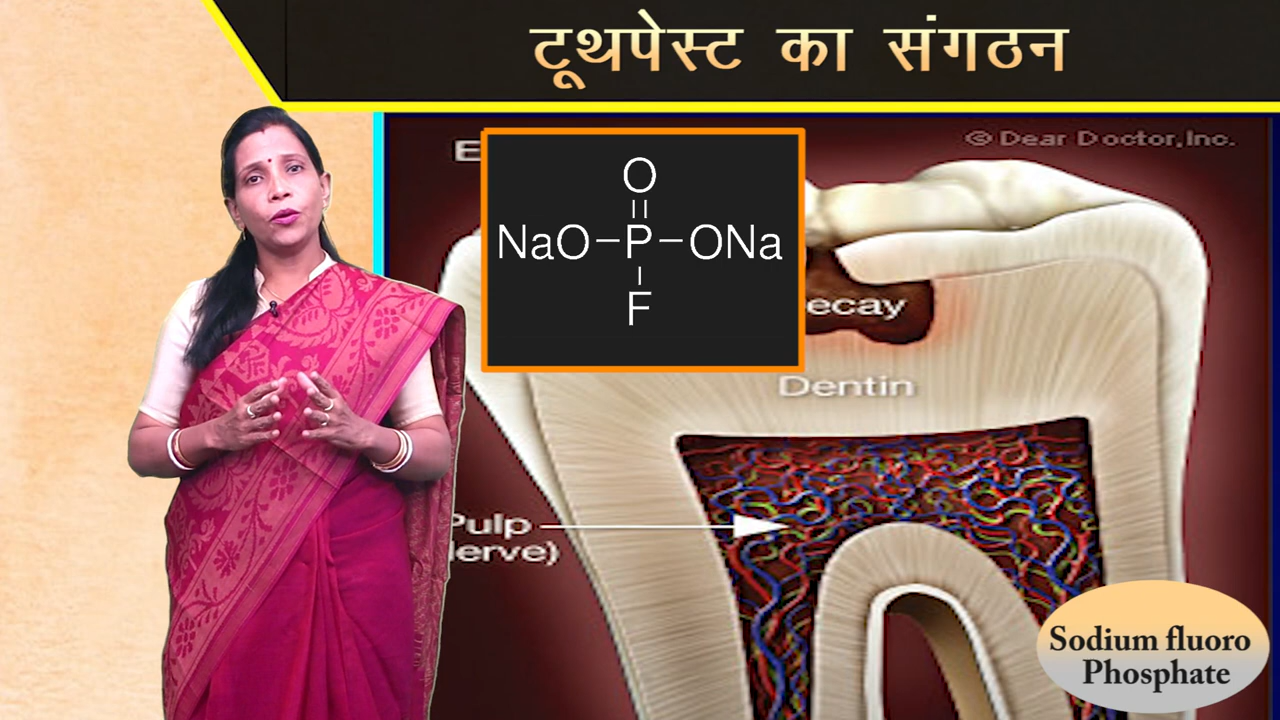 टूथपेस्ट का संगठन
© Dear Doctor, Inc.
O
NaO–P–ONa
F
ecay
Dentin
Pulp
erve)
Sodium fluoro
Phosphate